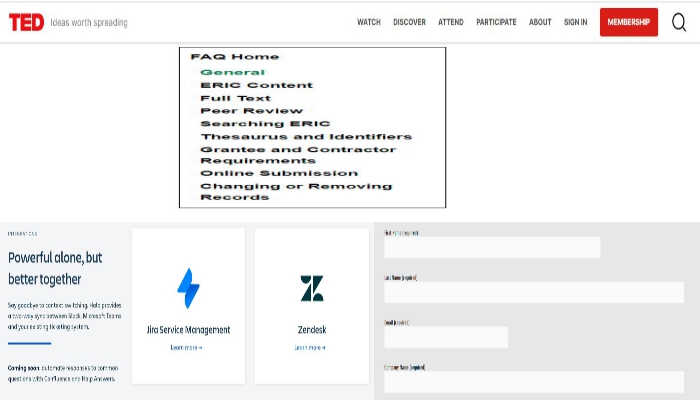 TED Ideas worth spreading WATCH DISCOVER ATTEND PARTICIPATE ABOUT SIGN IN MEMBERSHIP
FAQ Home
General
ERIC Content
Full Text
Peer Review
Searching ERIC
Thesaurus and Identifiers
Grantee and Contractor
Requirements
Online Submission
Changing or Removing
Records
INTEGRATIONS
Powerful alone, but
better together
Say goodbye to context switching. Halp provides
a two-way sync between Slack, Microsoft Teams
and your existing ticketing system.
Coming soon: automate responses to common
questions with Confluence and Halp Answers.
Jira Service Management
Learn more →
Zendesk
Learn more →
First Name (required)
Last Name (required)
Email (required)
Company Name (required)